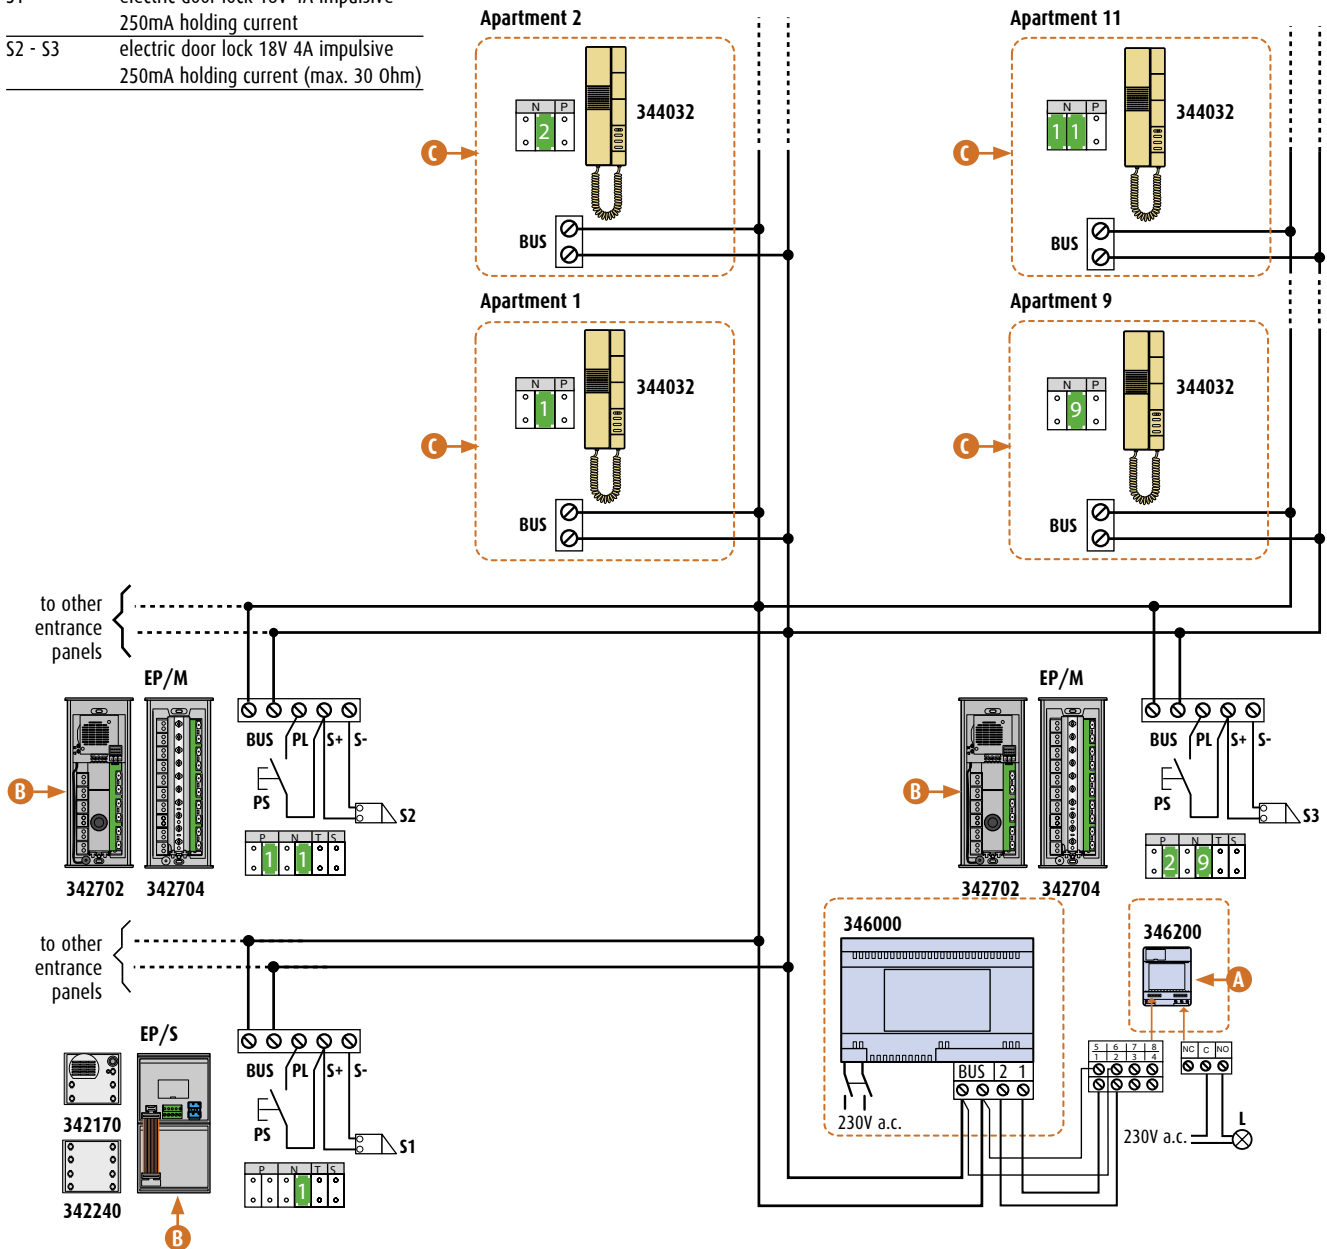 S1 electric door lock 18V 4A impulsive
250mA holding current
S2 - S3 electric door lock 18V 4A impulsive
250mA holding current (max. 30 Ohm)
Apartment 2
N P
2
344032
C
BUS
Apartment 11
N P
1 1
344032
C
BUS
Apartment 1
N P
1
344032
C
BUS
Apartment 9
N P
9
344032
C
BUS
to other
entrance
panels
EP/M
BUS PL S+ S-
PS
S2
B
P N T S
1 1
342702 342704
EP/M
BUS PL S+ S-
PS
S3
B
P N T S
2 9
342702 342704
to other
entrance
panels
EP/S
BUS PL S+ S-
PS
S1
342170
342240
P N T S
1
B
346000
BUS 2 1
230V a.c.
346200
A
5 6 7 8
1 2 3 4
NC C NO
L
230V a.c.